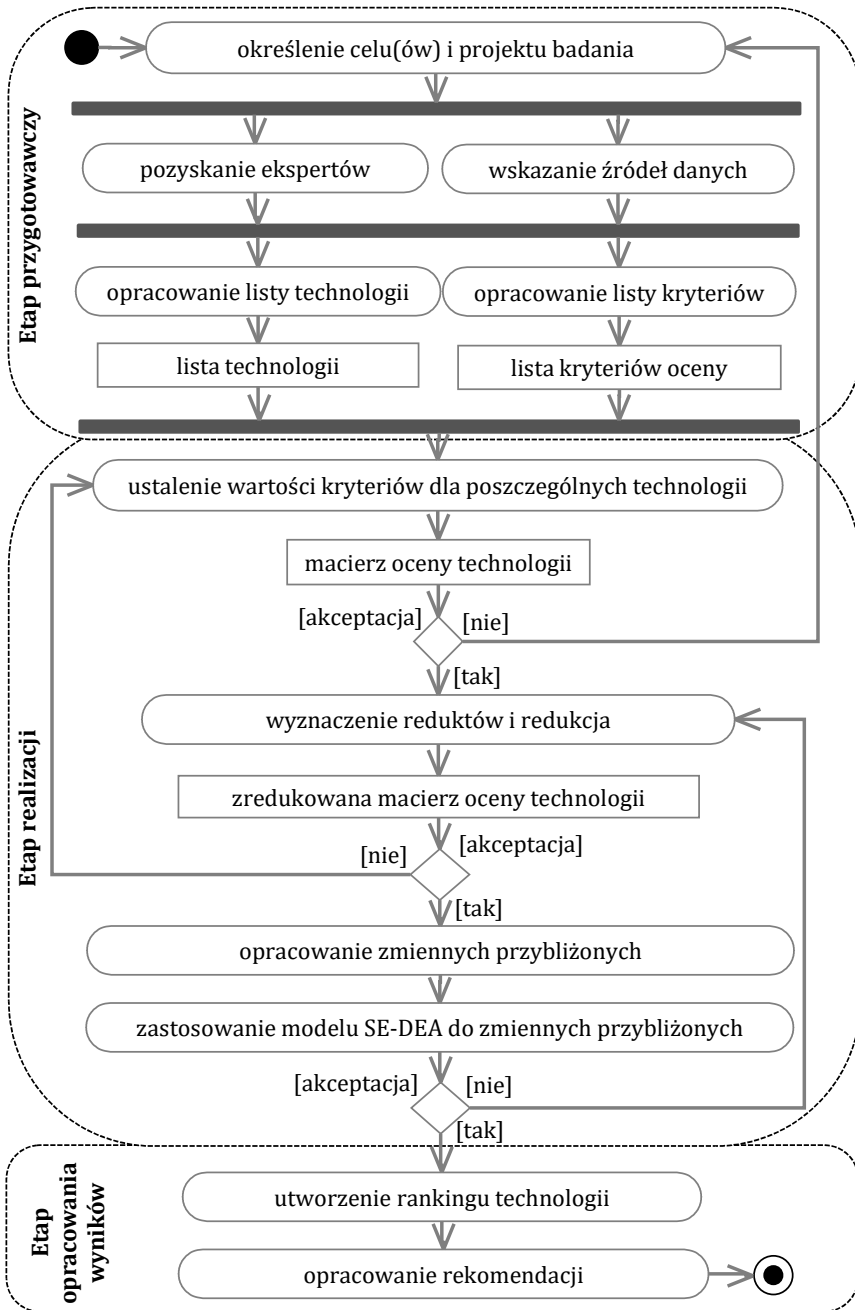 określenie celu(ów) i projektu badania
Etap przygotowawczy
pozyskanie ekspertów
wskazanie źródeł danych
opracowanie listy technologii
opracowanie listy kryteriów
lista technologii
lista kryteriów oceny
Etap realizacji
ustalenie wartości kryteriów dla poszczególnych technologii
macierz oceny technologii
[akceptacja]
[nie]
[tak]
wyznaczenie reduktów i redukcja
zredukowana macierz oceny technologii
[nie]
[akceptacja]
[tak]
opracowanie zmiennych przybliżonych
zastosowanie modelu SE-DEA do zmiennych przybliżonych
[akceptacja]
[nie]
[tak]
Etap
opracowania
wyników
utworzenie rankingu technologii
opracowanie rekomendacji